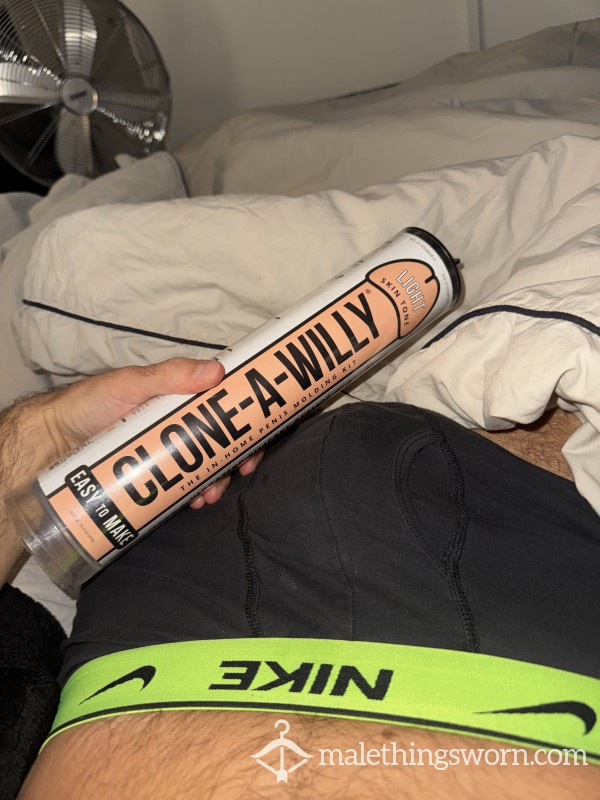 LIGHT
SKIN TONE
CLONE-A-WILLY®
THE IN-HOME PENIS MOLDING KIT
EASY TO MAKE
NIKE
malethingsworn.com